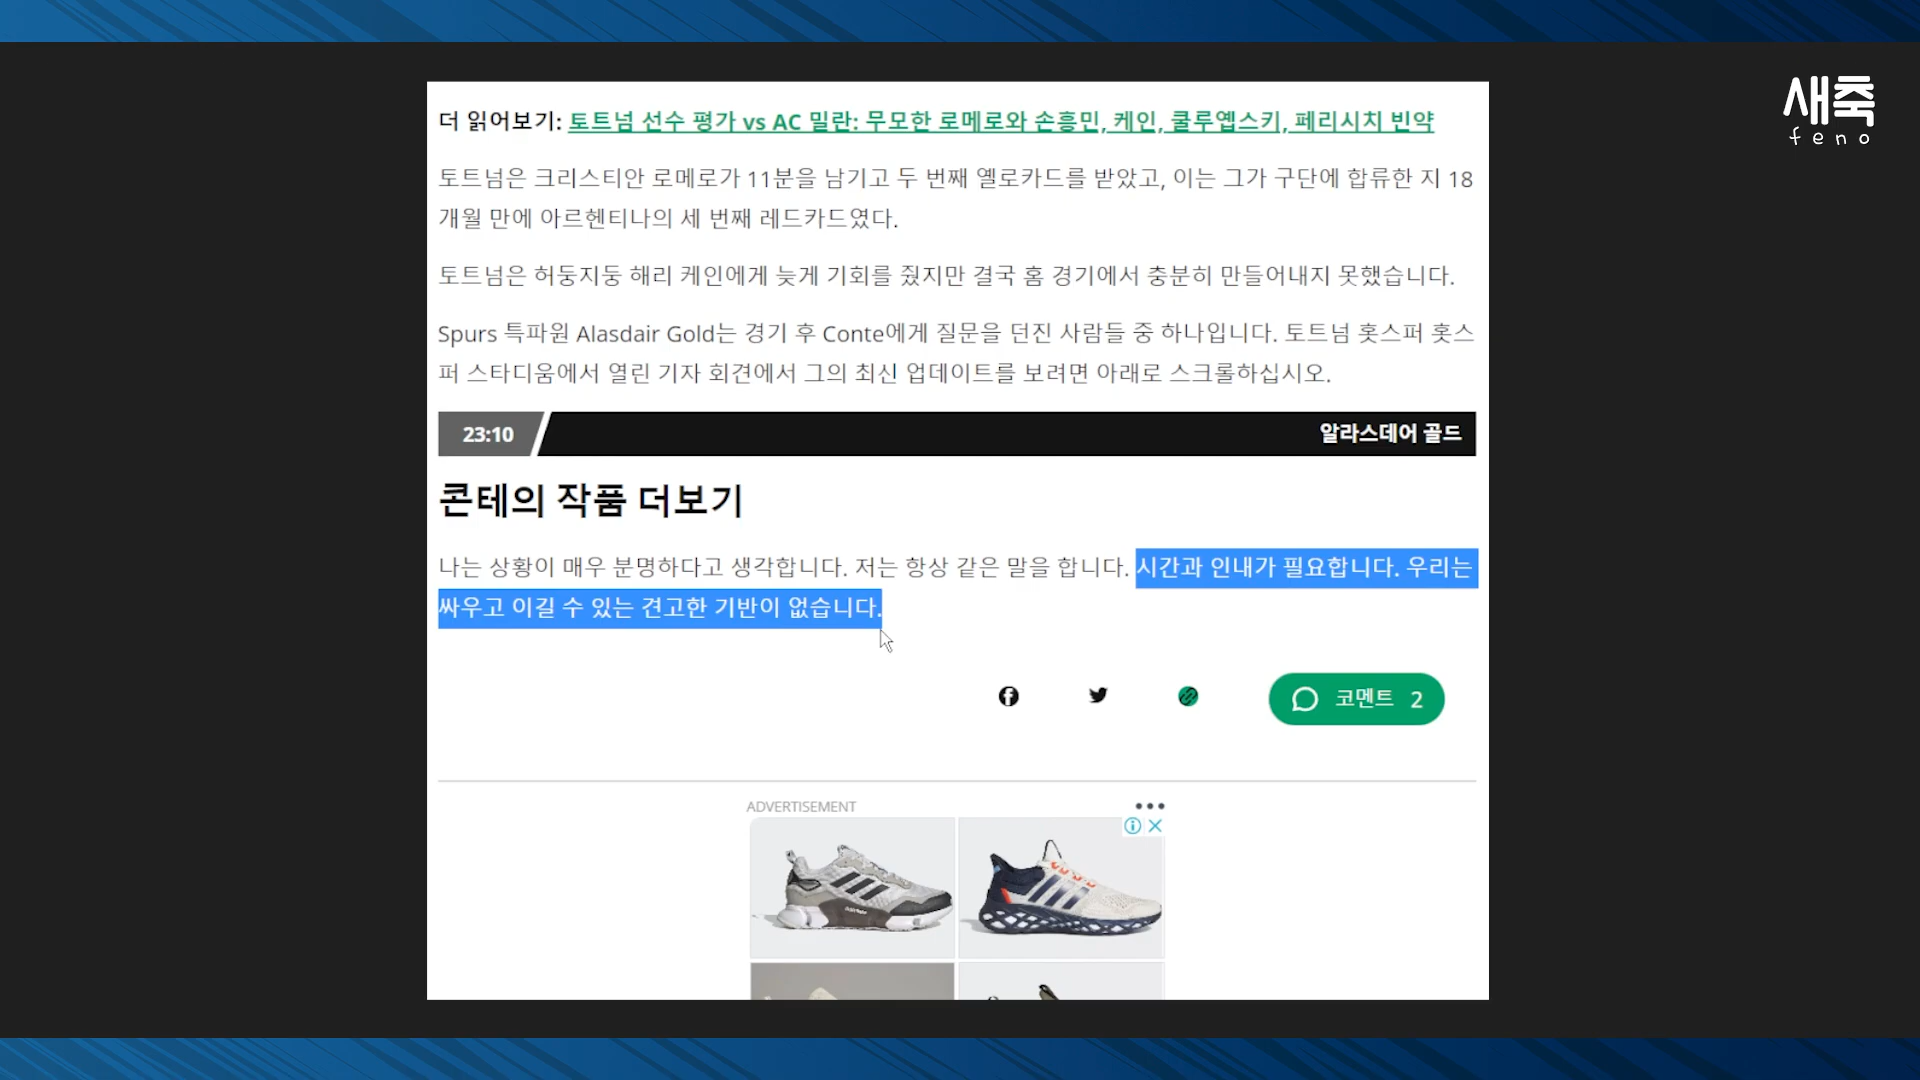 새축
feno
더 읽어보기: 토트넘 선수 평가 vs AC 밀란: 무모한 로메로와 손흥민, 케인, 쿨루옙스키, 페리시치 빈약
토트넘은 크리스티안 로메로가 11분을 남기고 두 번째 옐로카드를 받았고, 이는 그가 구단에 합류한 지 18
개월 만에 아르헨티나의 세 번째 레드카드였다.
토트넘은 허둥지둥 해리 케인에게 늦게 기회를 줬지만 결국 홈 경기에서 충분히 만들어내지 못했습니다.
Spurs 특파원 Alasdair Gold는 경기 후 Conte에게 질문을 던진 사람들 중 하나입니다. 토트넘 홋스퍼 홋스
퍼 스타디움에서 열린 기자 회견에서 그의 최신 업데이트를 보려면 아래로 스크롤하십시오.
23:10 알라스데어 골드
콘테의 작품 더보기
나는 상황이 매우 분명하다고 생각합니다. 저는 항상 같은 말을 합니다. 시간과 인내가 필요합니다. 우리는
싸우고 이길 수 있는 견고한 기반이 없습니다.
코멘트 2
ADVERTISEMENT